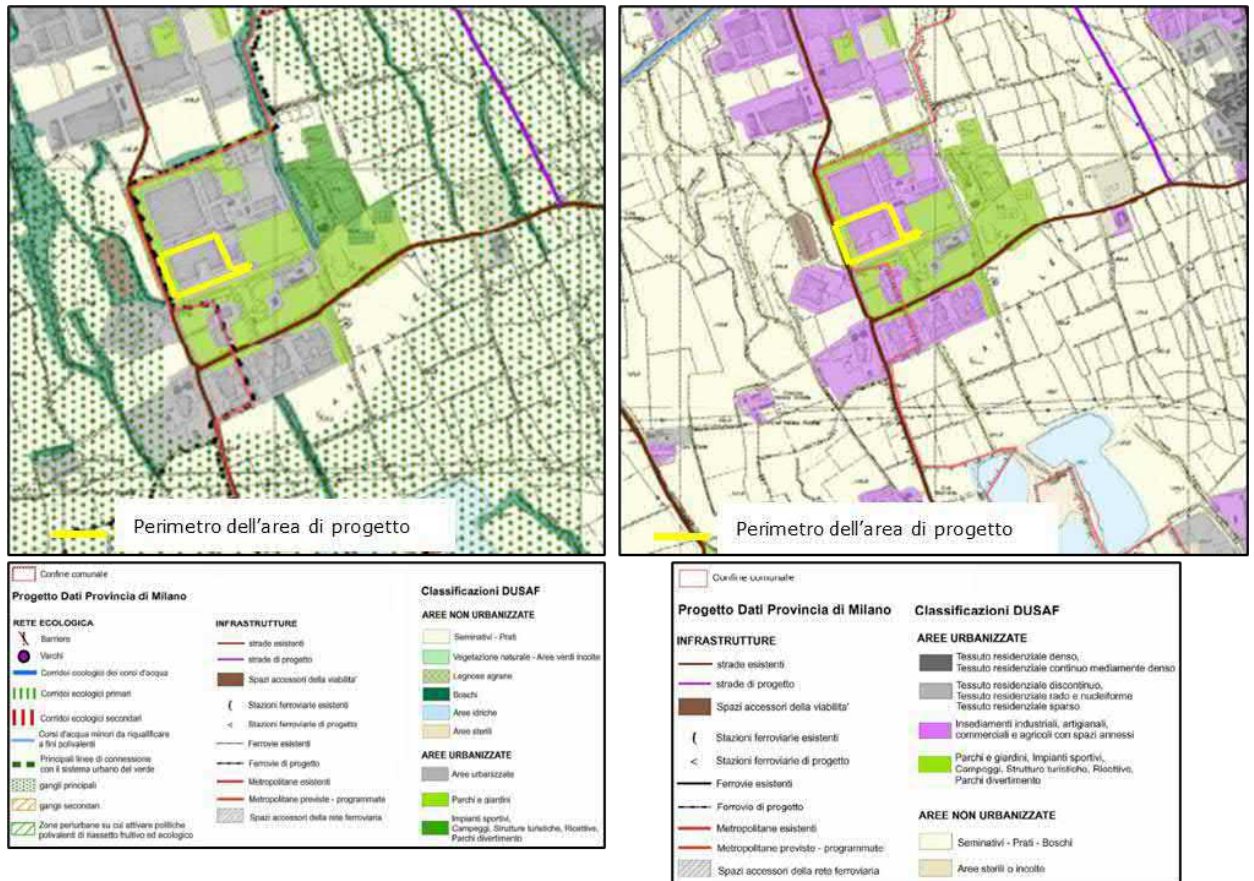 Perimetro dell'area di progetto
Perimetro dell'area di progetto
Confine comunale
Progetto Dati Provincia di Milano
RETE ECOLOGICA
Barriere
Varchi
Corridoi ecologici dei corsi d'acqua
Corridoi ecologici primari
Corridoi ecologici secondari
Corsi d'acqua minori da riqualificare
a fini polivalenti
Principali linee di connessione
con il sistema urbano del verde
gangli principali
gangli secondari
Zone periurbane su cui attivare politiche
polivalenti di riassetto fruitivo ed ecologico
INFRASTRUTTURE
strade esistenti
strade di progetto
Spazi accessori della viabilita'
Stazioni ferroviarie esistenti
Stazioni ferroviarie di progetto
Ferrovie esistenti
Ferrovie di progetto
Metropolitane esistenti
Metropolitane previste - programmate
Spazi accessori della rete ferroviaria
Classificazioni DUSAF
AREE NON URBANIZZATE
Seminativi - Prati
Vegetazione naturale - Aree verdi incolte
Legnose agrarie
Boschi
Aree idriche
Aree sterili
AREE URBANIZZATE
Aree urbanizzate
Parchi e giardini
Impianti sportivi,
Campeggi, Strutture turistiche, Ricettive,
Parchi divertimento
Confine comunale
Progetto Dati Provincia di Milano
INFRASTRUTTURE
strade esistenti
strade di progetto
Spazi accessori della viabilita'
Stazioni ferroviarie esistenti
Stazioni ferroviarie di progetto
Ferrovie esistenti
Ferrovie di progetto
Metropolitane esistenti
Metropolitane previste - programmate
Spazi accessori della rete ferroviaria
Classificazioni DUSAF
AREE URBANIZZATE
Tessuto residenziale denso,
Tessuto residenziale continuo mediamente denso
Tessuto residenziale discontinuo,
Tessuto residenziale rado e nucleiforme
Tessuto residenziale sparso
Insediamenti industriali, artigianali,
commerciali e agricoli con spazi annessi
Parchi e giardini, Impianti sportivi,
Campeggi, Strutture turistiche, Ricettive,
Parchi divertimento
AREE NON URBANIZZATE
Seminativi - Prati - Boschi
Aree sterili o incolte